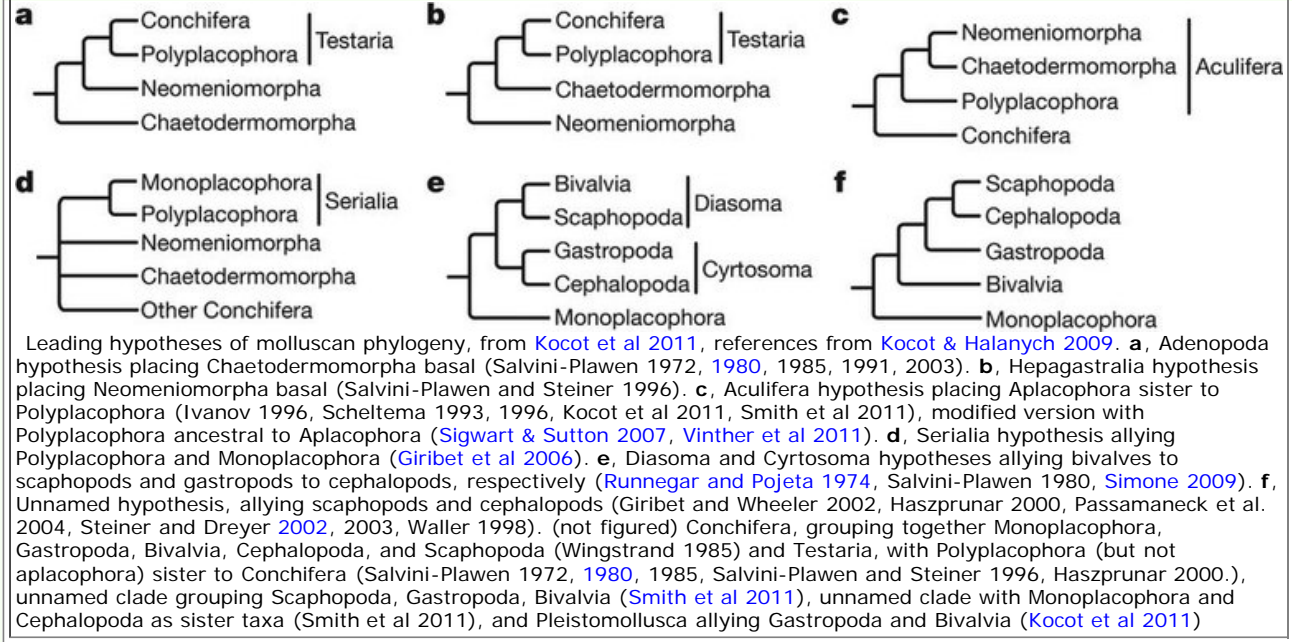 a
Conchifera
Polyplacophora
Testaria
Neomeniomorpha
Chaetodermomorpha
b
Conchifera
Polyplacophora
Testaria
Chaetodermomorpha
Neomeniomorpha
c
Neomeniomorpha
Chaetodermomorpha
Aculifera
Polyplacophora
Conchifera
d
Monoplacophora
Polyplacophora
Serialia
Neomeniomorpha
Chaetodermomorpha
Other Conchifera
e
Bivalvia
Scaphopoda
Diasoma
Gastropoda
Cephalopoda
Cyrtosoma
Monoplacophora
f
Scaphopoda
Cephalopoda
Gastropoda
Bivalvia
Monoplacophora
Leading hypotheses of molluscan phylogeny, from Kocot et al 2011, references from Kocot & Halanych 2009. a, Adenopoda
hypothesis placing Chaetodermomorpha basal (Salvini-Plawen 1972, 1980, 1985, 1991, 2003). b, Hepagastralia hypothesis
placing Neomeniomorpha basal (Salvini-Plawen and Steiner 1996). c, Aculifera hypothesis placing Aplacophora sister to
Polyplacophora (Ivanov 1996, Scheltema 1993, 1996, Kocot et al 2011, Smith et al 2011), modified version with
Polyplacophora ancestral to Aplacophora (Sigwart & Sutton 2007, Vinther et al 2011). d, Serialia hypothesis allying
Polyplacophora and Monoplacophora (Giribet et al 2006). e, Diasoma and Cyrtosoma hypotheses allying bivalves to
scaphopods and gastropods to cephalopods, respectively (Runnegar and Pojeta 1974, Salvini-Plawen 1980, Simone 2009). f,
Unnamed hypothesis, allying scaphopods and cephalopods (Giribet and Wheeler 2002, Haszprunar 2000, Passamaneck et al.
2004, Steiner and Dreyer 2002, 2003, Waller 1998). (not figured) Conchifera, grouping together Monoplacophora,
Gastropoda, Bivalvia, Cephalopoda, and Scaphopoda (Wingstrand 1985) and Testaria, with Polyplacophora (but not
aplacophora) sister to Conchifera (Salvini-Plawen 1972, 1980, 1985, Salvini-Plawen and Steiner 1996, Haszprunar 2000.),
unnamed clade grouping Scaphopoda, Gastropoda, Bivalvia (Smith et al 2011), unnamed clade with Monoplacophora and
Cephalopoda as sister taxa (Smith et al 2011), and Pleistomollusca allying Gastropoda and Bivalvia (Kocot et al 2011)